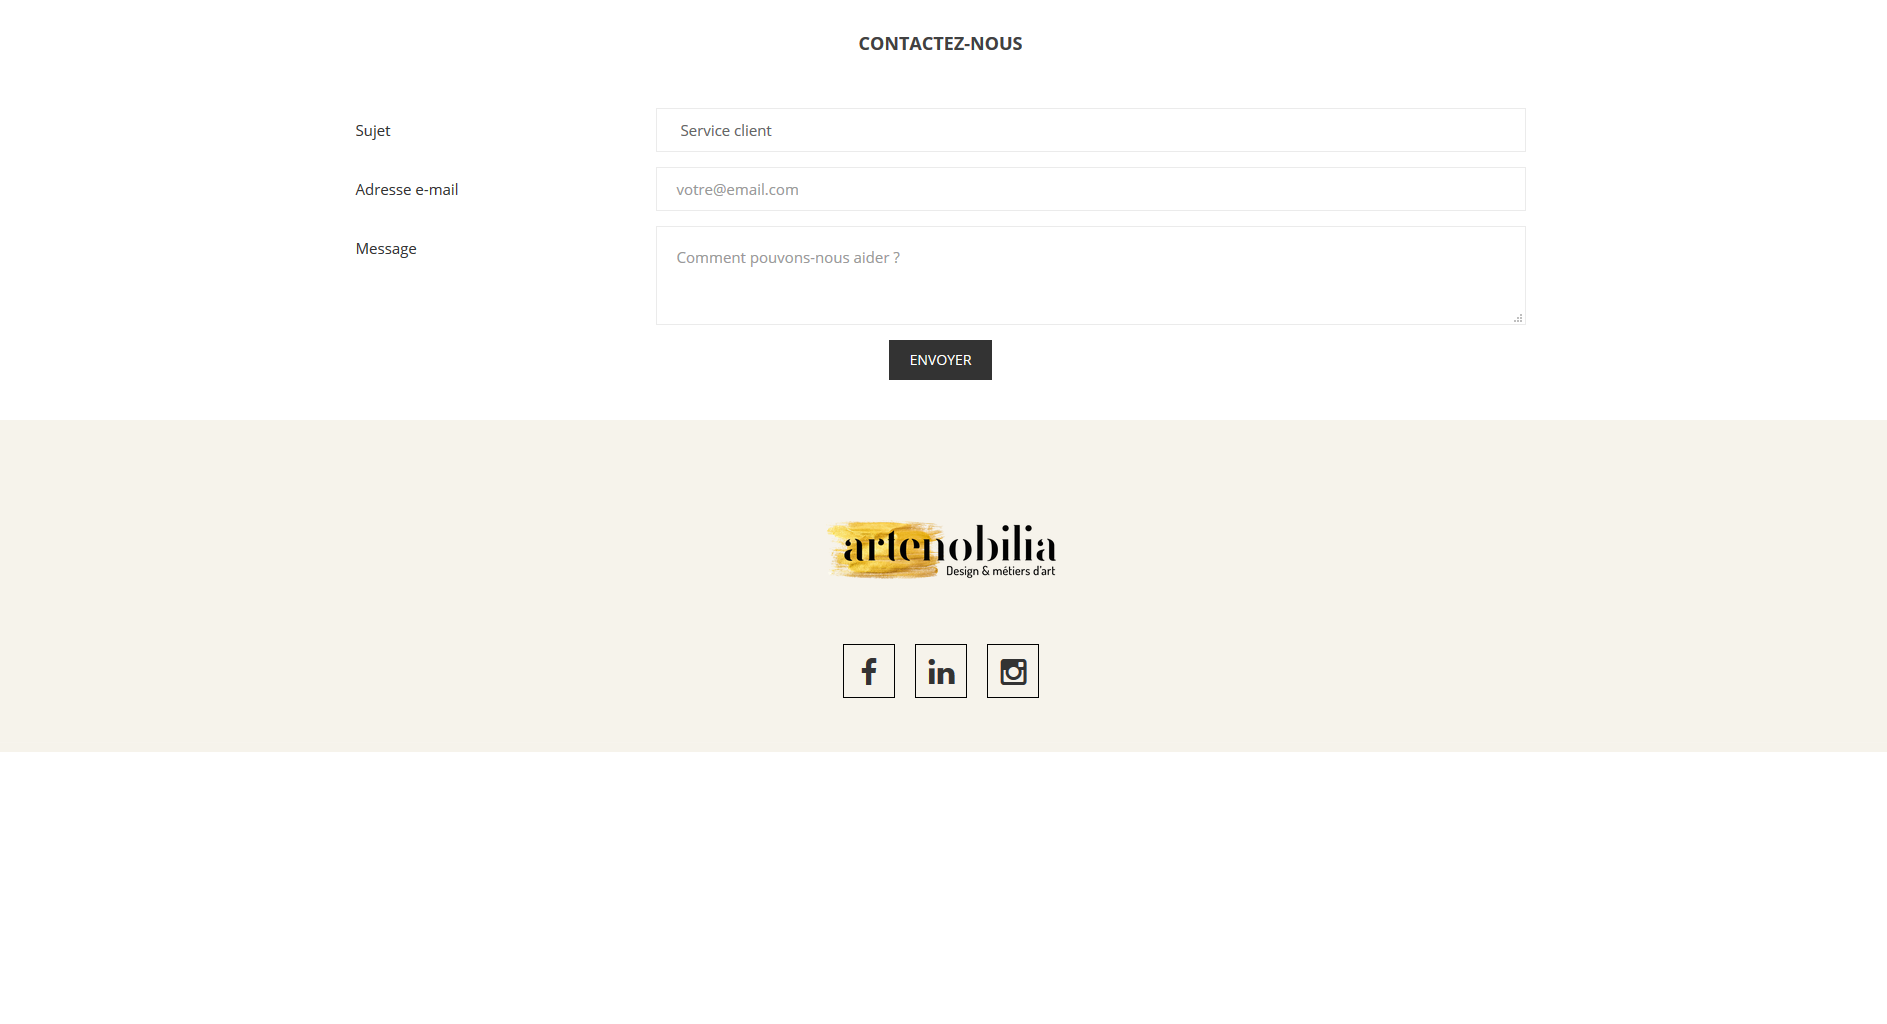 CONTACTEZ-NOUS
Sujet
Service client
Adresse e-mail
votre@email.com
Message
Comment pouvons-nous aider ?
ENVOYER
artenobilia
Design & métiers d'art